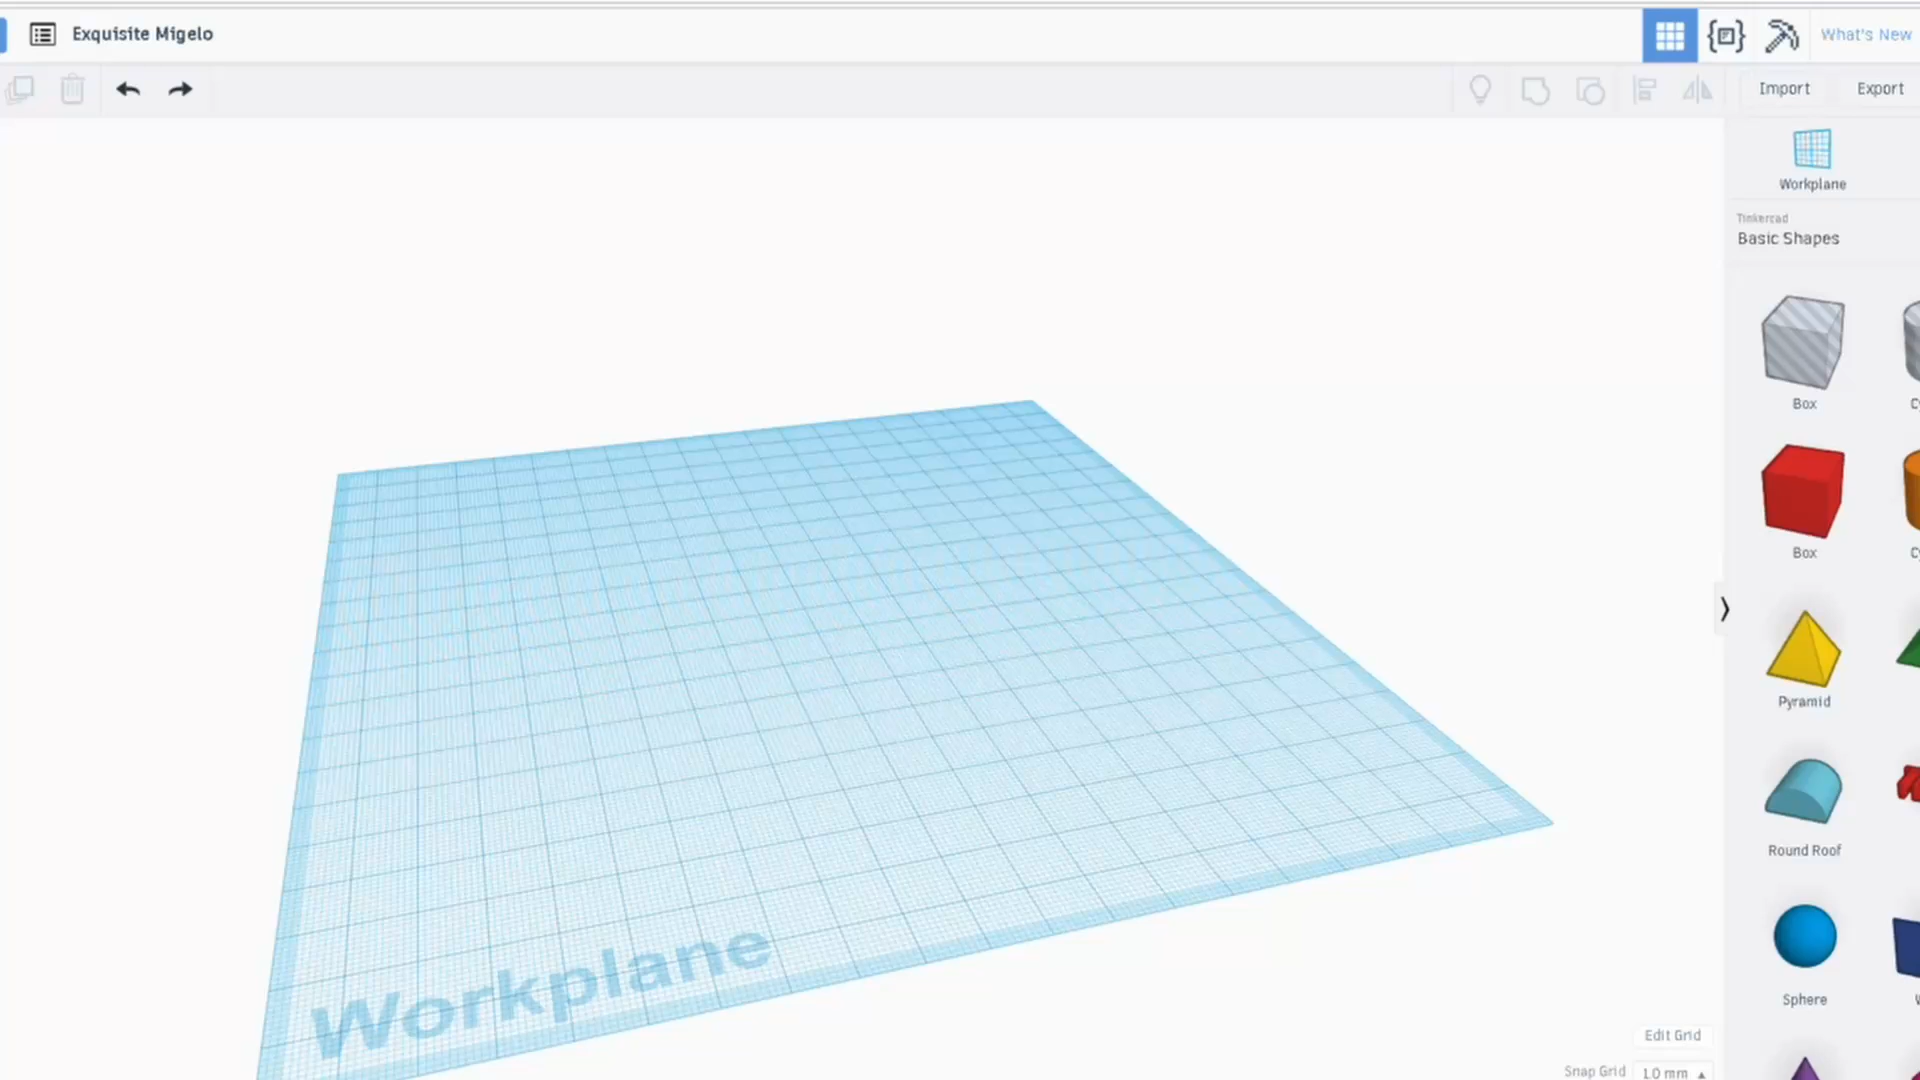 Exquisite Migelo
What's New
Import
Export
Workplane
Tinkercad
Basic Shapes
Box
Box
Pyramid
Round Roof
Sphere
Workplane
Edit Grid
Snap Grid
1.0 mm